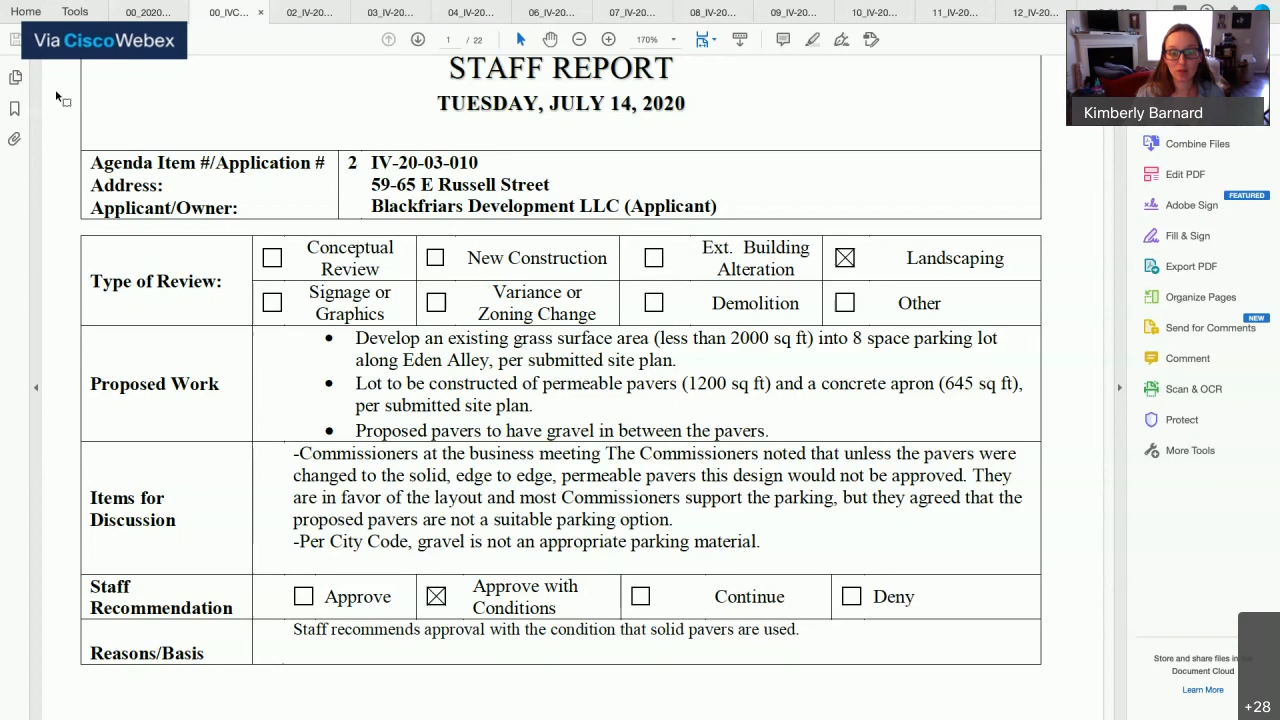 Home Tools 00_2020... 00_IVC... × 02_IV-20... 03_IV-20... 04_IV-20... 06_IV-20... 07_IV-20... 08_IV-20... 09_IV-20... 10_IV-20... 11_IV-20... 12_IV-20...
Via Cisco Webex
1 / 22
170%
Kimberly Barnard
STAFF REPORT
TUESDAY, JULY 14, 2020
Agenda Item #/Application # 2 IV-20-03-010
Address: 59-65 E Russell Street
Applicant/Owner: Blackfriars Development LLC (Applicant)
Type of Review:
Conceptual Review
New Construction
Ext. Building Alteration
Landscaping
Signage or Graphics
Variance or Zoning Change
Demolition
Other
Proposed Work
• Develop an existing grass surface area (less than 2000 sq ft) into 8 space parking lot
along Eden Alley, per submitted site plan.
• Lot to be constructed of permeable pavers (1200 sq ft) and a concrete apron (645 sq ft),
per submitted site plan.
• Proposed pavers to have gravel in between the pavers.
Items for
Discussion
-Commissioners at the business meeting The Commissioners noted that unless the pavers were
changed to the solid, edge to edge, permeable pavers this design would not be approved. They
are in favor of the layout and most Commissioners support the parking, but they agreed that the
proposed pavers are not a suitable parking option.
-Per City Code, gravel is not an appropriate parking material.
Staff
Recommendation
Approve
Approve with
Conditions
Continue
Deny
Reasons/Basis
Staff recommends approval with the condition that solid pavers are used.
Combine Files
Edit PDF
FEATURED
Adobe Sign
Fill & Sign
Export PDF
Organize Pages
NEW
Send for Comments
Comment
Scan & OCR
Protect
More Tools
Store and share files in
Document Cloud
Learn More
+28